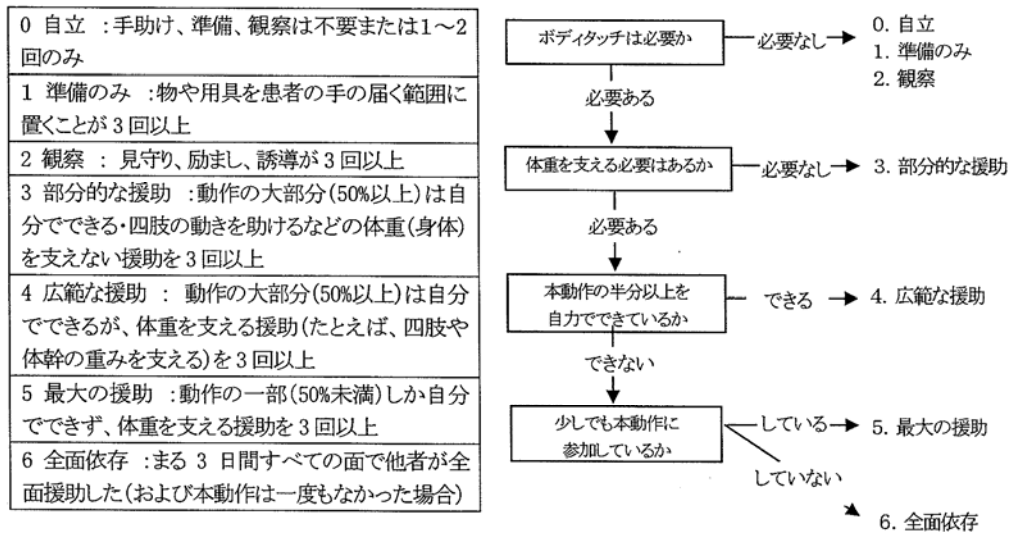 0 自立 :手助け、準備、観察は不要または1～2
回のみ
1 準備のみ :物や用具を患者の手の届く範囲に
置くことが 3 回以上
2 観察 : 見守り、励まし、誘導が 3 回以上
3 部分的な援助 :動作の大部分(50%以上)は自
分でできる・四肢の動きを助けるなどの体重(身体)
を支えない援助を 3 回以上
4 広範な援助 : 動作の大部分(50%以上)は自分
でできるが、体重を支える援助(たとえば、四肢や
体幹の重みを支える)を 3 回以上
5 最大の援助 :動作の一部(50%未満)しか自分
でできず、体重を支える援助を 3 回以上
6 全面依存 :まる 3 日間すべての面で他者が全
面援助した(および本動作は一度もなかった場合)
ボディタッチは必要か
必要なし
0. 自立
1. 準備のみ
2. 観察
必要ある
体重を支える必要はあるか
必要なし
3. 部分的な援助
必要ある
本動作の半分以上を
自力でできているか
できる
4. 広範な援助
できない
少しでも本動作に
参加しているか
している
5. 最大の援助
していない
6. 全面依存